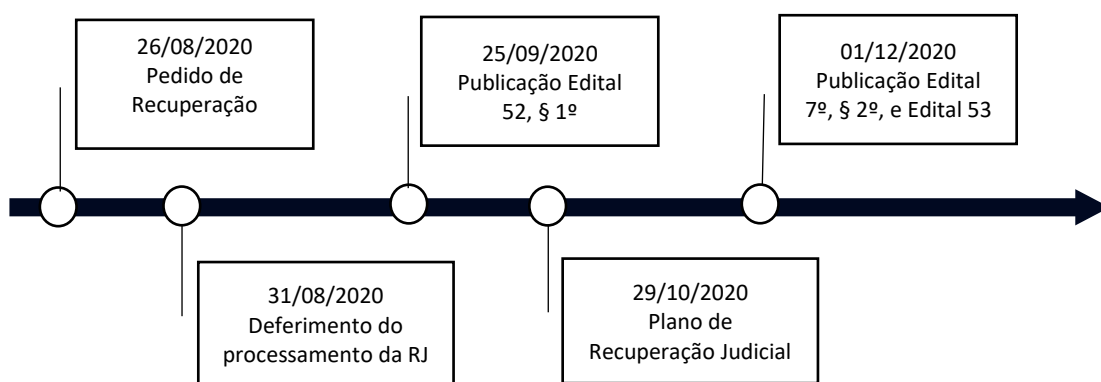 26/08/2020
Pedido de
Recuperação
25/09/2020
Publicação Edital
52, § 1º
01/12/2020
Publicação Edital
7º, § 2º, e Edital 53
31/08/2020
Deferimento do
processamento da RJ
29/10/2020
Plano de
Recuperação Judicial